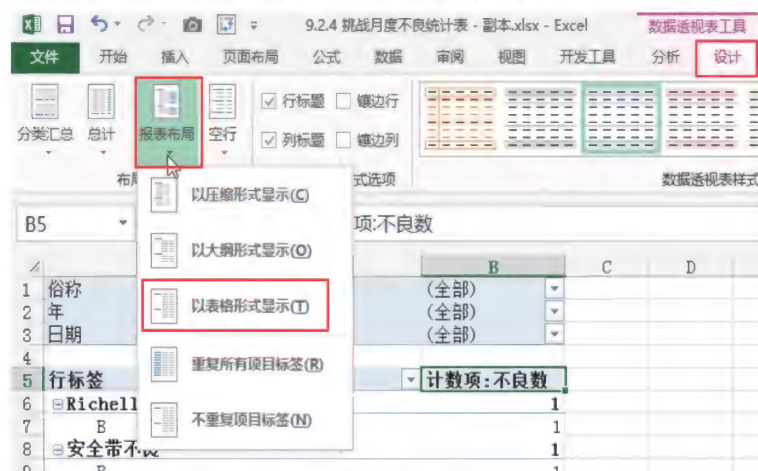 9.2.4 挑战月度不良统计表 - 副本.xlsx - Excel
数据透视表工具
文件 开始 插入 页面布局 公式 数据 审阅 视图 开发工具 分析 设计
分类汇总 总计 报表布局 空行
行标题 镶边行
列标题 镶边列
式选项 数据透视表样式
以压缩形式显示(C)
以大纲形式显示(O)
以表格形式显示(T)
重复所有项目标签(R)
不重复项目标签(N)
B5 项:不良数
B C D
1 俗称 (全部)
2 年 (全部)
3 日期 (全部)
4
5 行标签 计数项:不良数
6 Richell 1
7 B 1
8 安全带不良 1